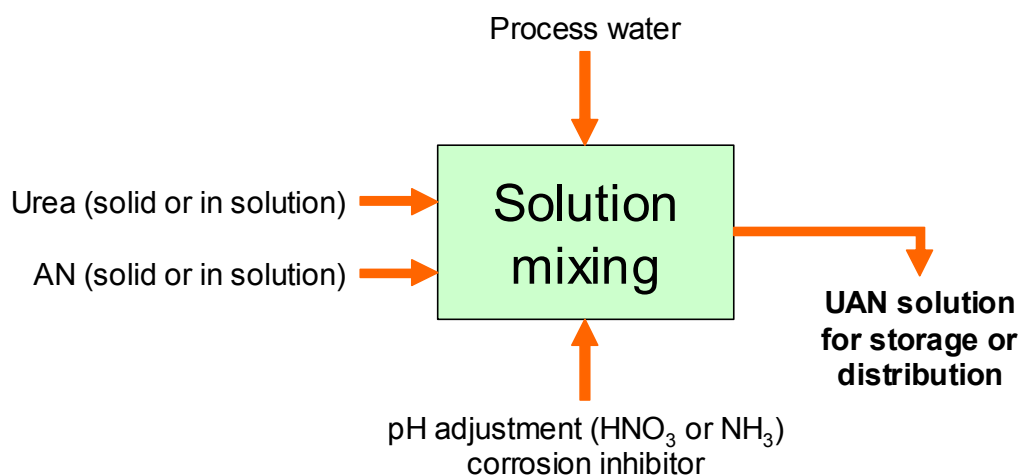 Process water
Urea (solid or in solution)
AN (solid or in solution)
Solution
mixing
UAN solution
for storage or
distribution
pH adjustment (HNO₃ or NH₃)
corrosion inhibitor